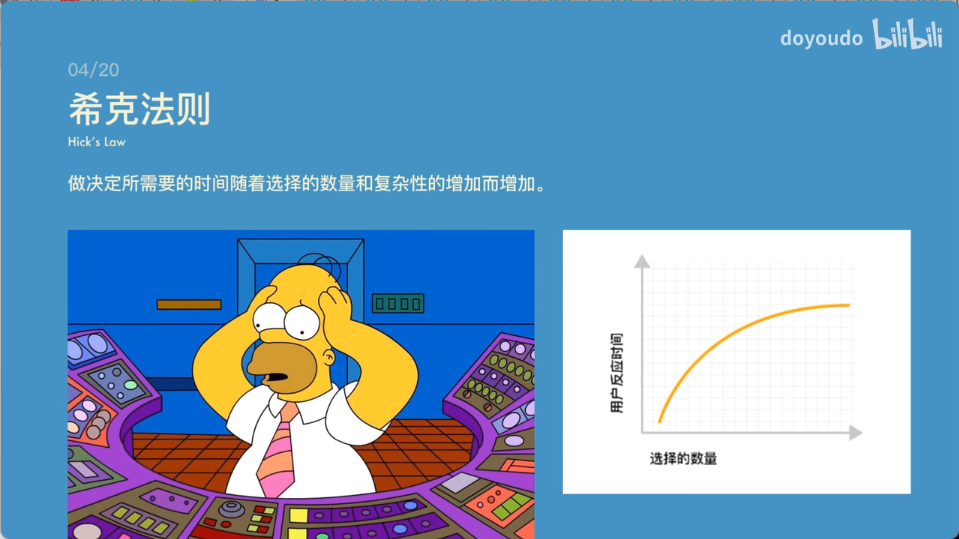 doyoudo bilibili
04/20
希克法则
Hick's Law
做决定所需要的时间随着选择的数量和复杂性的增加而增加。
用户反应时间
选择的数量